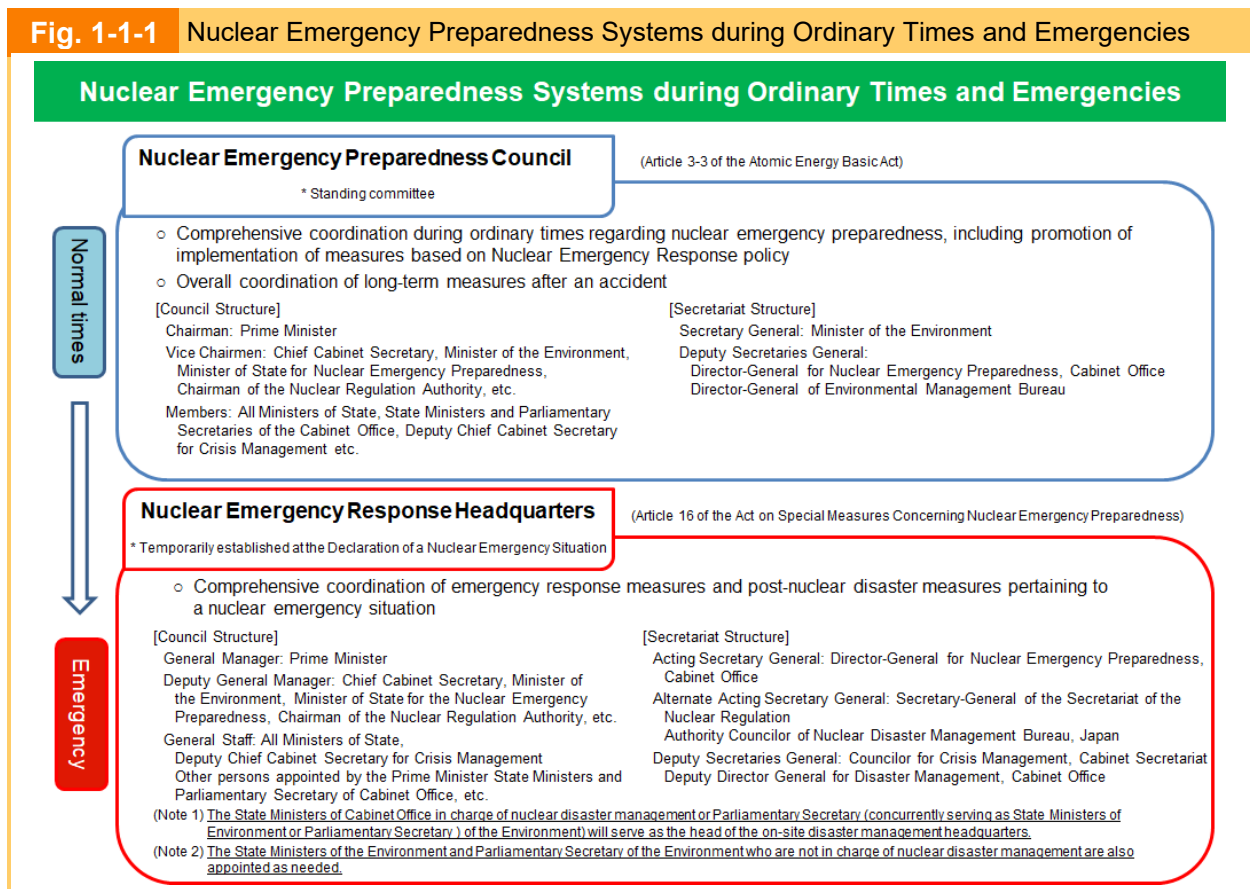 Fig. 1-1-1 Nuclear Emergency Preparedness Systems during Ordinary Times and Emergencies
Nuclear Emergency Preparedness Systems during Ordinary Times and Emergencies
Nuclear Emergency Preparedness Council
(Article 3-3 of the Atomic Energy Basic Act)
* Standing committee
Normal times
○ Comprehensive coordination during ordinary times regarding nuclear emergency preparedness, including promotion of
implementation of measures based on Nuclear Emergency Response policy
○ Overall coordination of long-term measures after an accident
[Council Structure]
Chairman: Prime Minister
Vice Chairmen: Chief Cabinet Secretary, Minister of the Environment,
Minister of State for Nuclear Emergency Preparedness,
Chairman of the Nuclear Regulation Authority, etc.
Members: All Ministers of State, State Ministers and Parliamentary
Secretaries of the Cabinet Office, Deputy Chief Cabinet Secretary
for Crisis Management etc.
[Secretariat Structure]
Secretary General: Minister of the Environment
Deputy Secretaries General:
Director-General for Nuclear Emergency Preparedness, Cabinet Office
Director-General of Environmental Management Bureau
Nuclear Emergency Response Headquarters
(Article 16 of the Act on Special Measures Concerning Nuclear Emergency Preparedness)
* Temporarily established at the Declaration of a Nuclear Emergency Situation
Emergency
○ Comprehensive coordination of emergency response measures and post-nuclear disaster measures pertaining to
a nuclear emergency situation
[Council Structure]
General Manager: Prime Minister
Deputy General Manager: Chief Cabinet Secretary, Minister of
the Environment, Minister of State for the Nuclear Emergency
Preparedness, Chairman of the Nuclear Regulation Authority, etc.
General Staff: All Ministers of State,
Deputy Chief Cabinet Secretary for Crisis Management
Other persons appointed by the Prime Minister State Ministers and
Parliamentary Secretary of Cabinet Office, etc.
[Secretariat Structure]
Acting Secretary General: Director-General for Nuclear Emergency Preparedness,
Cabinet Office
Alternate Acting Secretary General: Secretary-General of the Secretariat of the
Nuclear Regulation
Authority Councilor of Nuclear Disaster Management Bureau, Japan
Deputy Secretaries General: Councilor for Crisis Management, Cabinet Secretariat
Deputy Director General for Disaster Management, Cabinet Office
(Note 1) The State Ministers of Cabinet Office in charge of nuclear disaster management or Parliamentary Secretary (concurrently serving as State Ministers of
Environment or Parliamentary Secretary ) of the Environment) will serve as the head of the on-site disaster management headquarters.
(Note 2) The State Ministers of the Environment and Parliamentary Secretary of the Environment who are not in charge of nuclear disaster management are also
appointed as needed.